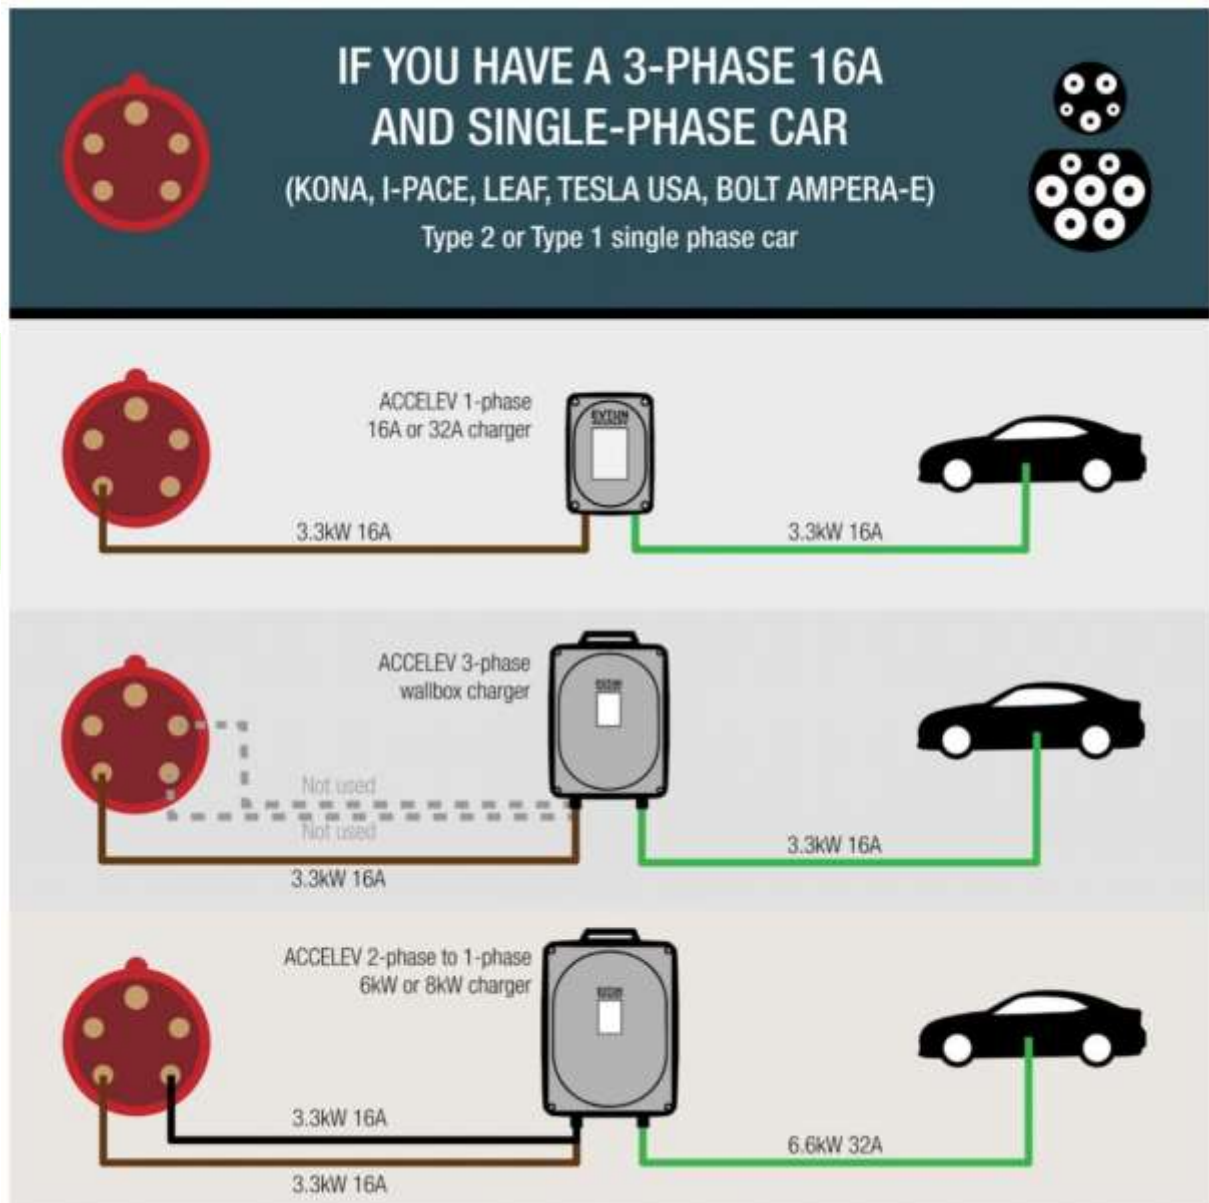 IF YOU HAVE A 3-PHASE 16A
AND SINGLE-PHASE CAR
(KONA, I-PACE, LEAF, TESLA USA, BOLT AMPERA-E)
Type 2 or Type 1 single phase car
ACCELEV 1-phase
16A or 32A charger
EVTUN
3.3kW 16A
3.3kW 16A
ACCELEV 3-phase
wallbox charger
Not used
Not used
3.3kW 16A
3.3kW 16A
ACCELEV 2-phase to 1-phase
6kW or 8kW charger
3.3kW 16A
6.6kW 32A
3.3kW 16A